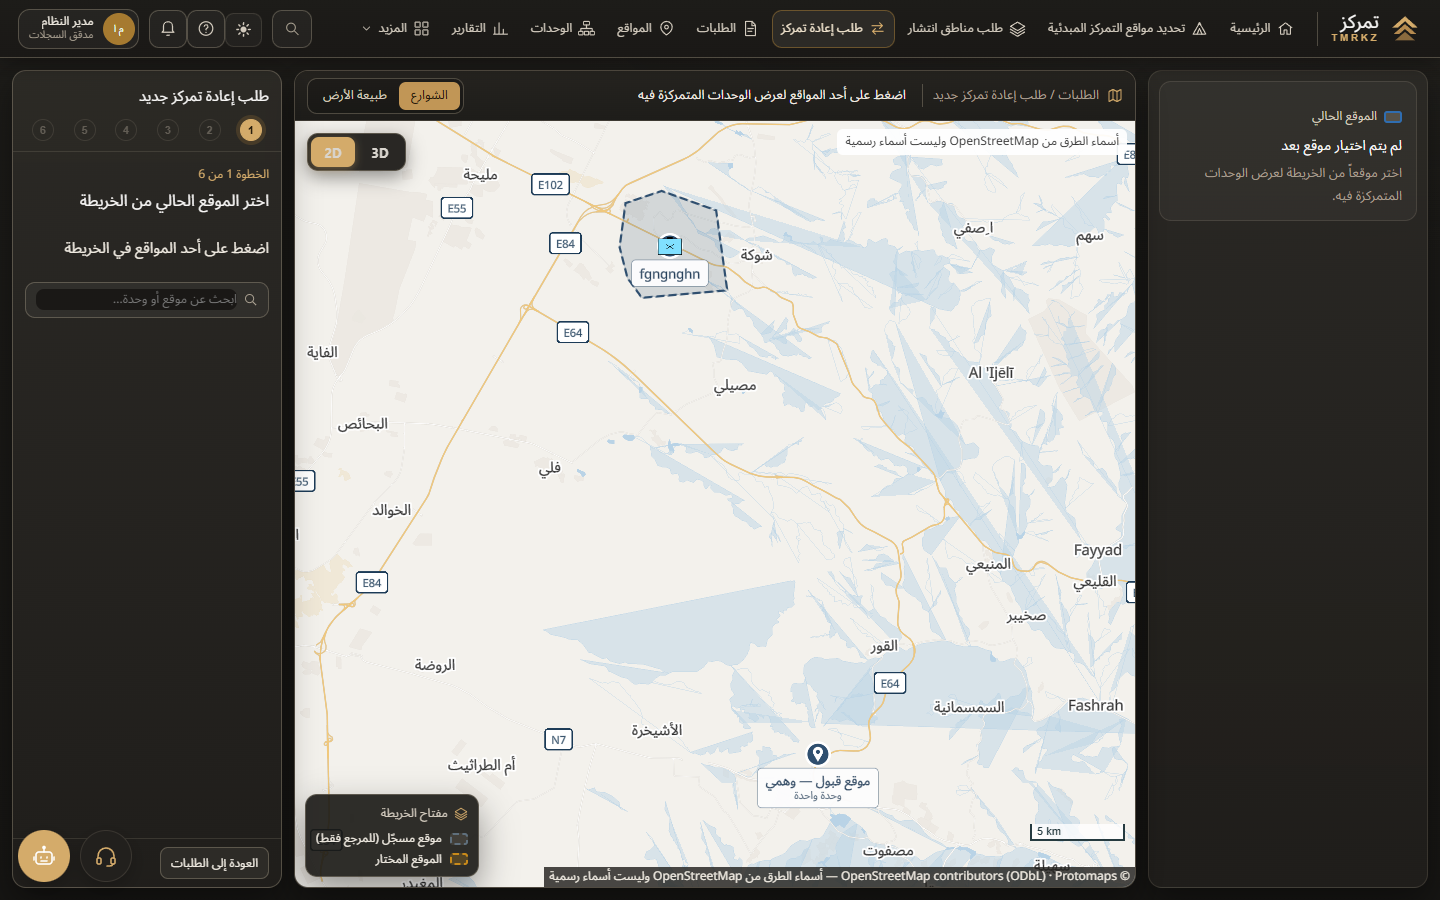 تمركز
TMRKZ
الرئيسية
تحديد مواقع التمركز المبدئية
طلب مناطق انتشار
طلب إعادة تمركز
الطلبات
المواقع
الوحدات
التقارير
المزيد
م ا
مدير النظام
مدقق السجلات
الموقع الحالي
لم يتم اختيار موقع بعد
اختر موقعاً من الخريطة لعرض الوحدات
المتمركزة فيه.
الطلبات / طلب إعادة تمركز جديد
اضغط على أحد المواقع لعرض الوحدات المتمركزة فيه
الشوارع
طبيعة الأرض
أسماء الطرق من OpenStreetMap وليست أسماء رسمية
2D
3D
مليحة
E102
E55
E84
شوكة
سهم
fgngnghn
E64
الفاية
مصيلي
Al 'Ijēlī
البحائص
فلي
الخوالد
Fayyad
المنيعي
القليعي
E84
صخيبر
القور
الروضة
E64
السمسمانية
Fashrah
الأشيخرة
N7
أم الطراثيث
موقع قبول — وهمي
وحدة واحدة
مصفوت
5 km
مفتاح الخريطة
موقع مسجّل (للمرجع فقط)
الموقع المختار
© OpenStreetMap contributors (ODbL) · Protomaps — أسماء الطرق من OpenStreetMap وليست أسماء رسمية
طلب إعادة تمركز جديد
1 2 3 4 5 6
الخطوة 1 من 6
اختر الموقع الحالي من الخريطة
اضغط على أحد المواقع في الخريطة
ابحث عن موقع أو وحدة...
العودة إلى الطلبات